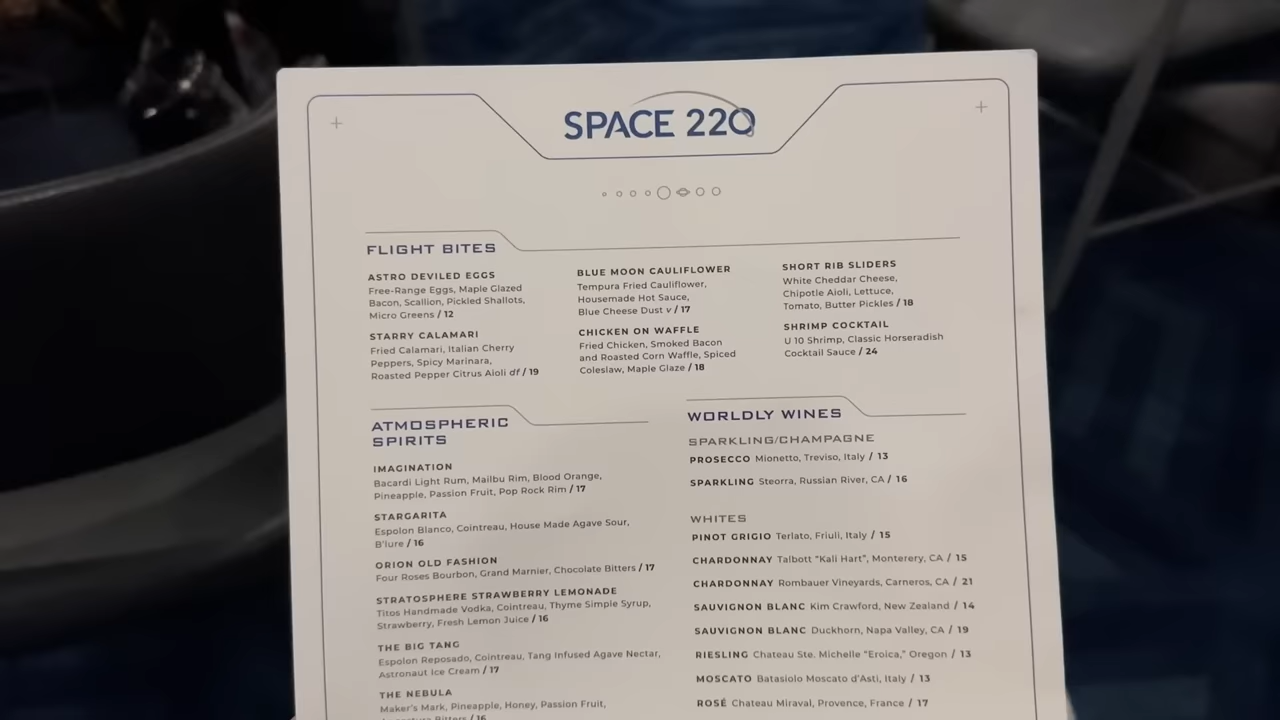 SPACE 220
FLIGHT BITES
ASTRO DEVILED EGGS
Free-Range Eggs, Maple Glazed
Bacon, Scallion, Pickled Shallots,
Micro Greens / 12
STARRY CALAMARI
Fried Calamari, Italian Cherry
Peppers, Spicy Marinara,
Roasted Pepper Citrus Aioli df / 19
BLUE MOON CAULIFLOWER
Tempura Fried Cauliflower,
Housemade Hot Sauce,
Blue Cheese Dust v / 17
CHICKEN ON WAFFLE
Fried Chicken, Smoked Bacon
and Roasted Corn Waffle, Spiced
Coleslaw, Maple Glaze / 18
SHORT RIB SLIDERS
White Cheddar Cheese,
Chipotle Aioli, Lettuce,
Tomato, Butter Pickles / 18
SHRIMP COCKTAIL
U 10 Shrimp, Classic Horseradish
Cocktail Sauce / 24
ATMOSPHERIC
SPIRITS
IMAGINATION
Bacardi Light Rum, Mailbu Rim, Blood Orange,
Pineapple, Passion Fruit, Pop Rock Rim / 17
STARGARITA
Espolon Blanco, Cointreau, House Made Agave Sour,
B'lure / 16
ORION OLD FASHION
Four Roses Bourbon, Grand Marnier, Chocolate Bitters / 17
STRATOSPHERE STRAWBERRY LEMONADE
Titos Handmade Vodka, Cointreau, Thyme Simple Syrup,
Strawberry, Fresh Lemon Juice / 16
THE BIG TANG
Espolon Reposado, Cointreau, Tang Infused Agave Nectar,
Astronaut Ice Cream / 17
THE NEBULA
Maker's Mark, Pineapple, Honey, Passion Fruit,
Bitters / 16
WORLDLY WINES
SPARKLING/CHAMPAGNE
PROSECCO Mionetto, Treviso, Italy / 13
SPARKLING Steorra, Russian River, CA / 16
WHITES
PINOT GRIGIO Terlato, Friuli, Italy / 15
CHARDONNAY Talbott "Kali Hart", Monterery, CA / 15
CHARDONNAY Rombauer Vineyards, Carneros, CA / 21
SAUVIGNON BLANC Kim Crawford, New Zealand / 14
SAUVIGNON BLANC Duckhorn, Napa Valley, CA / 19
RIESLING Chateau Ste. Michelle "Eroica," Oregon / 13
MOSCATO Batasiolo Moscato d'Asti, Italy / 13
ROSÉ Chateau Miraval, Provence, France / 17